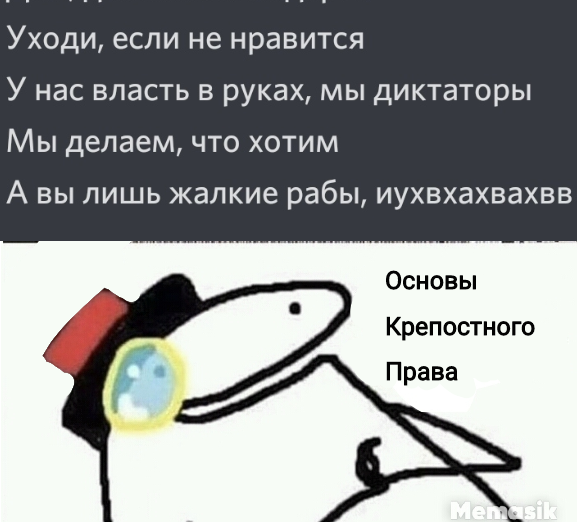 Уходи, если не нравится
У нас власть в руках, мы диктаторы
Мы делаем, что хотим
А вы лишь жалкие рабы, иухвхахвахвв
Основы
Крепостного
Права
Memasik